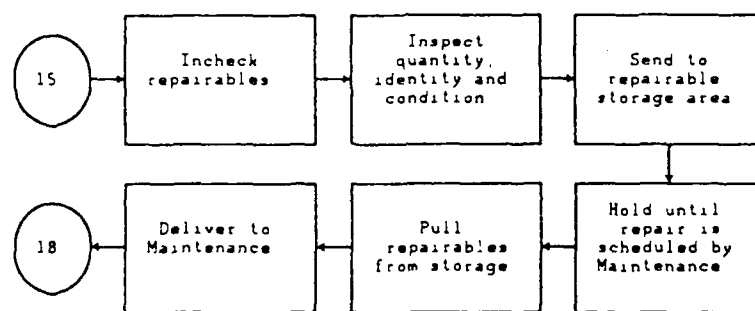 15
Incheck
repairables
Inspect
quantity,
identity and
condition
Send to
repairable
storage area
Hold until
repair is
scheduled by
Maintenance
Pull
repairables
from storage
Deliver to
Maintenance
18